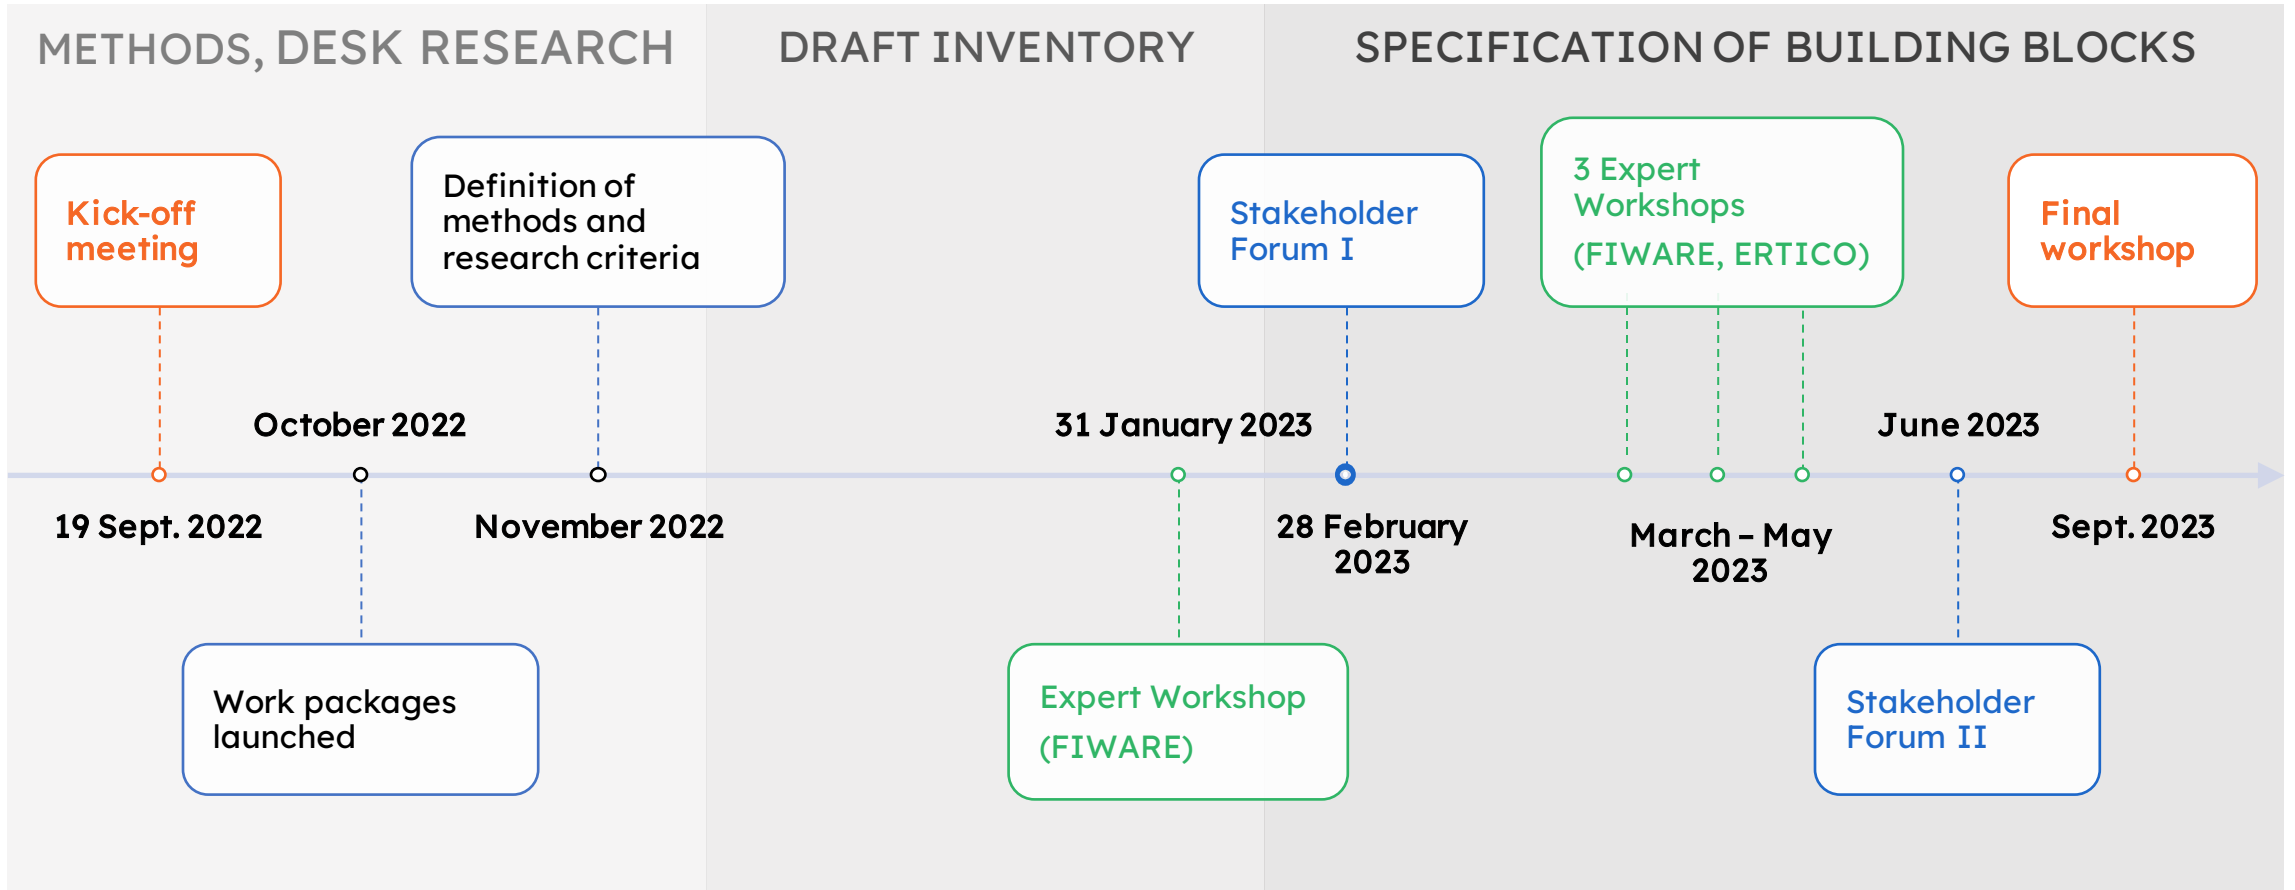 METHODS, DESK RESEARCH
DRAFT INVENTORY
SPECIFICATION OF BUILDING BLOCKS
Kick-off
meeting
Definition of
methods and
research criteria
Stakeholder
Forum I
3 Expert
Workshops
(FIWARE, ERTICO)
Final
workshop
October 2022
31 January 2023
June 2023
19 Sept. 2022
November 2022
28 February
2023
March – May
2023
Sept. 2023
Work packages
launched
Expert Workshop
(FIWARE)
Stakeholder
Forum II